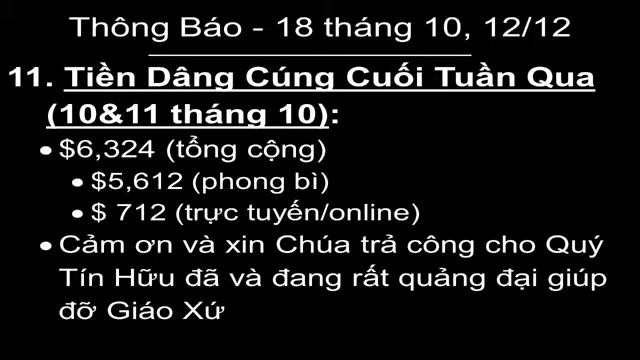 Thông Báo - 18 tháng 10, 12/12
11. Tiền Dâng Cúng Cuối Tuần Qua
(10&11 tháng 10):
• $6,324 (tổng cộng)
• $5,612 (phong bì)
• $ 712 (trực tuyến/online)
• Cảm ơn và xin Chúa trả công cho Quý
Tín Hữu đã và đang rất quảng đại giúp
đỡ Giáo Xứ